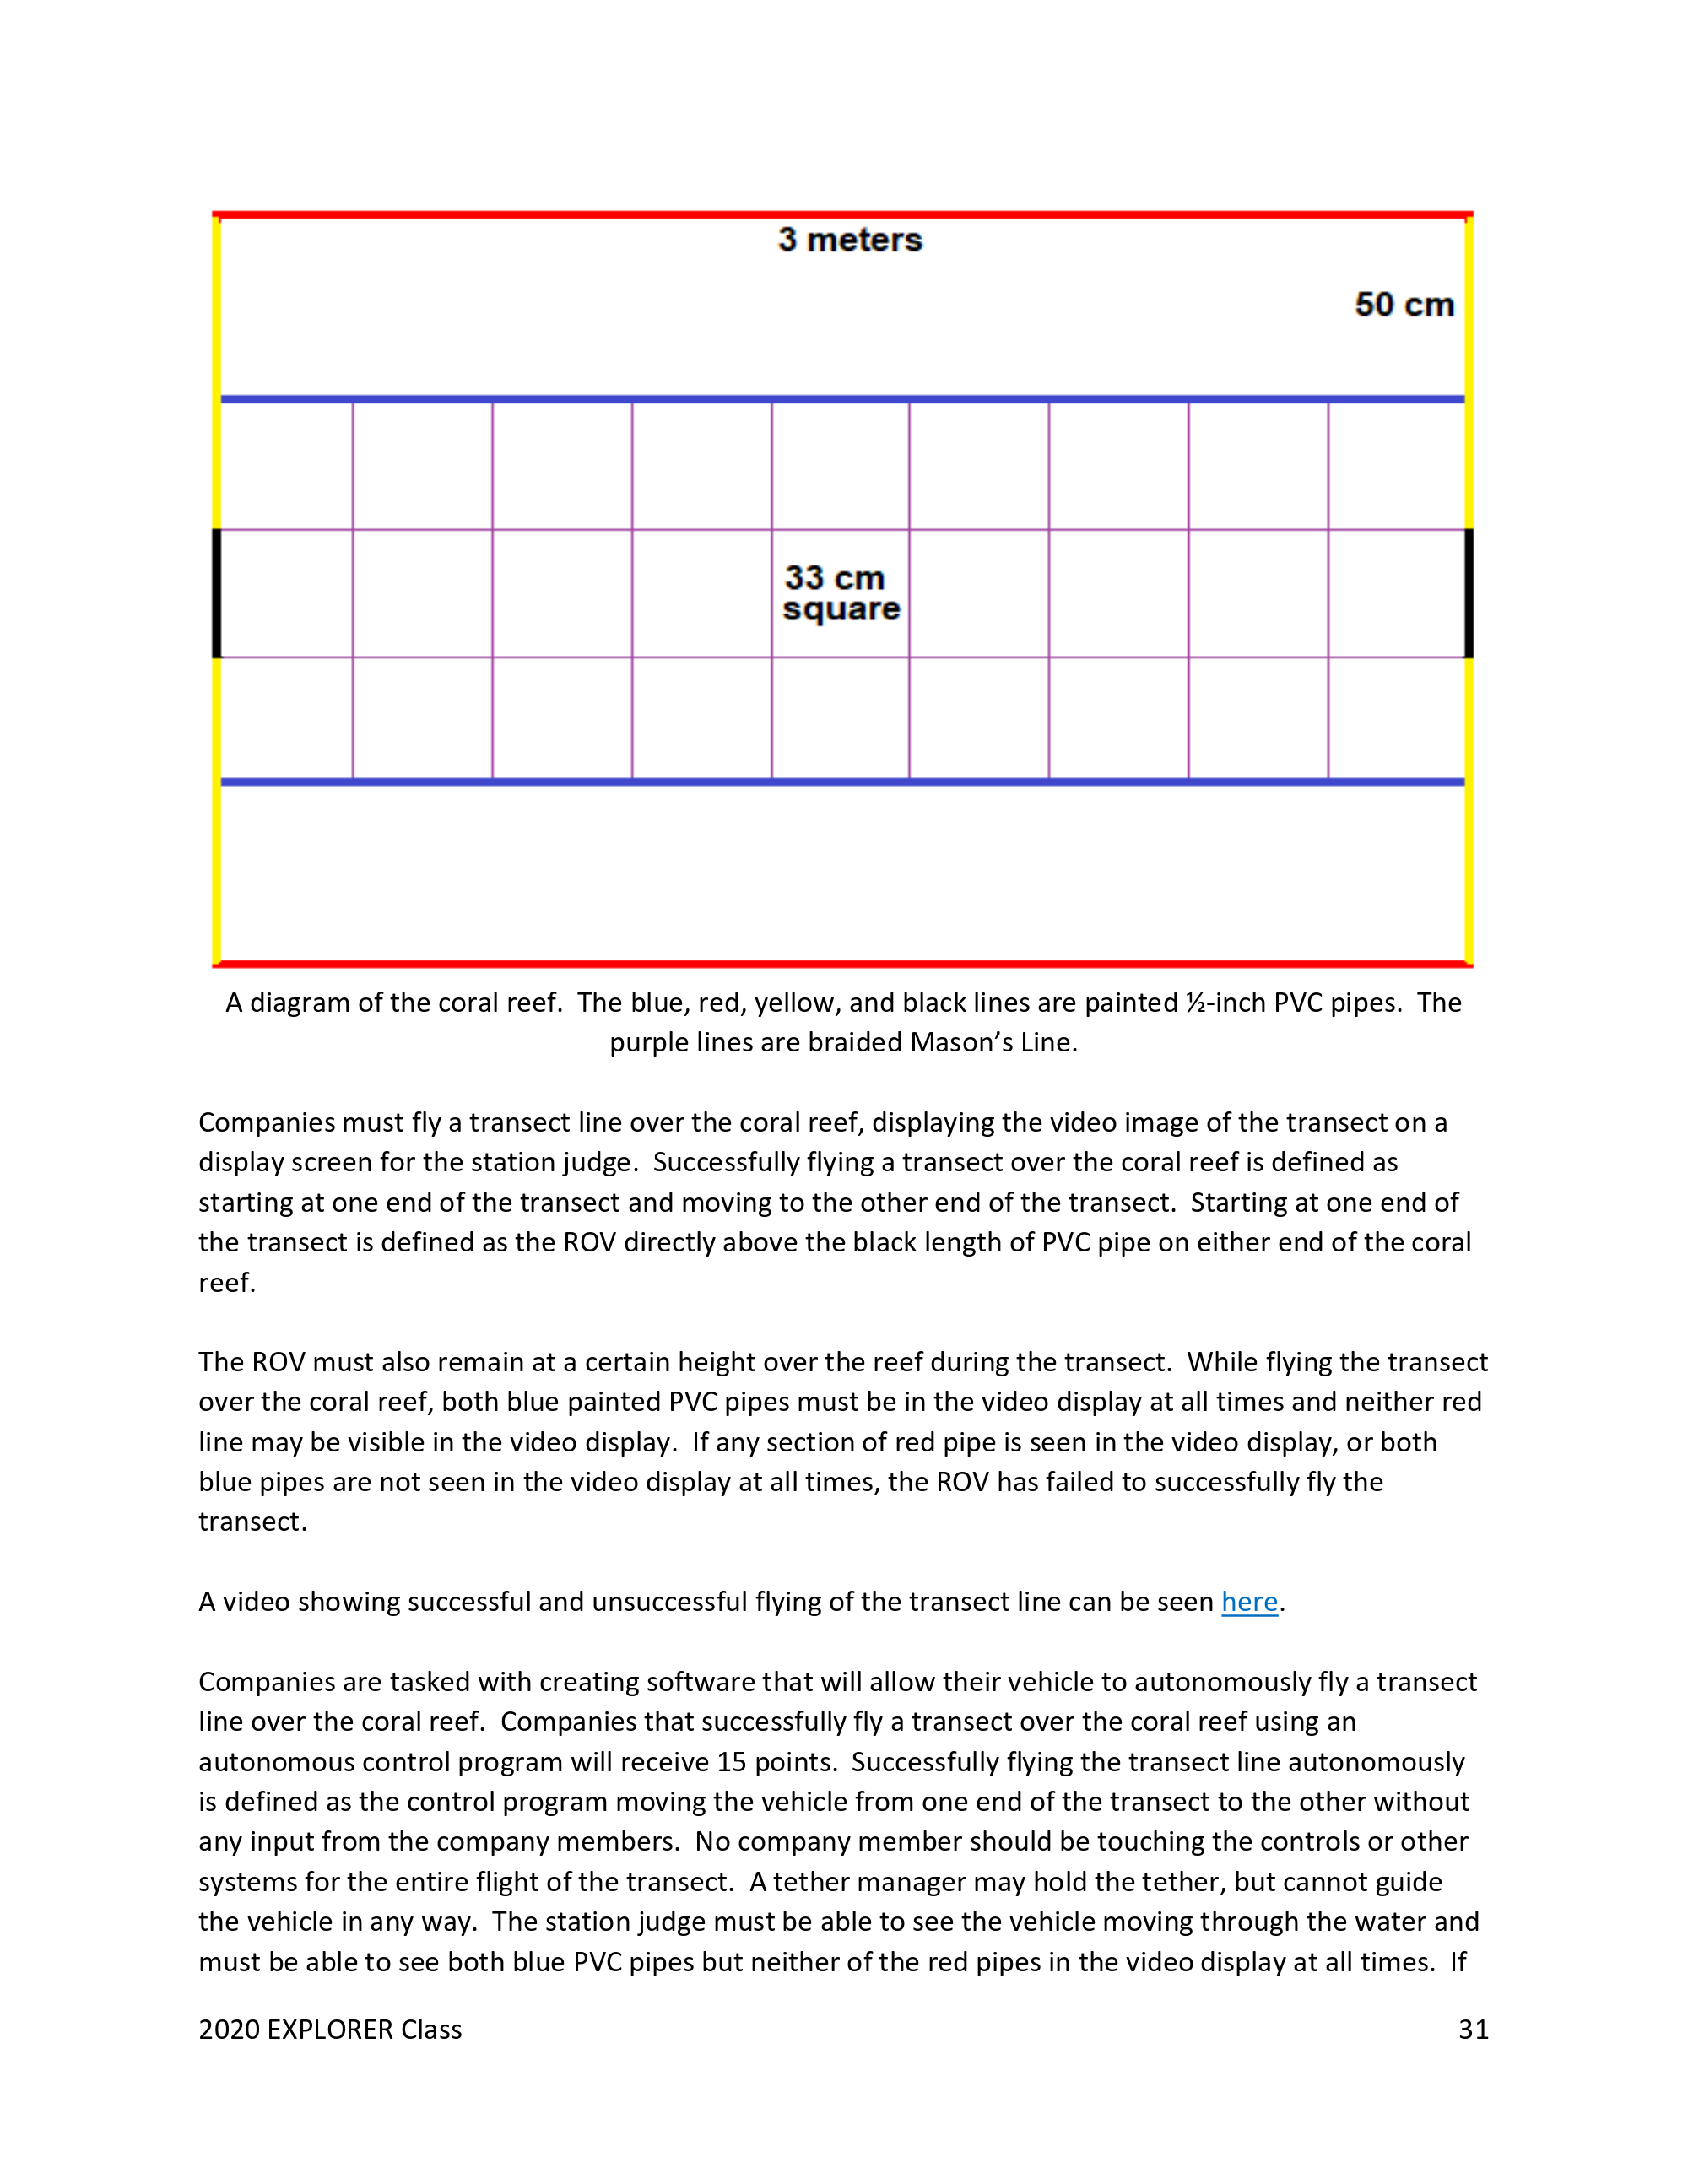 3 meters
50 cm
33 cm
square
A diagram of the coral reef.  The blue, red, yellow, and black lines are painted ½-inch PVC pipes.  The
purple lines are braided Mason’s Line.
Companies must fly a transect line over the coral reef, displaying the video image of the transect on a
display screen for the station judge.  Successfully flying a transect over the coral reef is defined as
starting at one end of the transect and moving to the other end of the transect.  Starting at one end of
the transect is defined as the ROV directly above the black length of PVC pipe on either end of the coral
reef.
The ROV must also remain at a certain height over the reef during the transect.  While flying the transect
over the coral reef, both blue painted PVC pipes must be in the video display at all times and neither red
line may be visible in the video display.  If any section of red pipe is seen in the video display, or both
blue pipes are not seen in the video display at all times, the ROV has failed to successfully fly the
transect.
A video showing successful and unsuccessful flying of the transect line can be seen here.
Companies are tasked with creating software that will allow their vehicle to autonomously fly a transect
line over the coral reef.  Companies that successfully fly a transect over the coral reef using an
autonomous control program will receive 15 points.  Successfully flying the transect line autonomously
is defined as the control program moving the vehicle from one end of the transect to the other without
any input from the company members.  No company member should be touching the controls or other
systems for the entire flight of the transect.  A tether manager may hold the tether, but cannot guide
the vehicle in any way.  The station judge must be able to see the vehicle moving through the water and
must be able to see both blue PVC pipes but neither of the red pipes in the video display at all times.  If
2020 EXPLORER Class 31